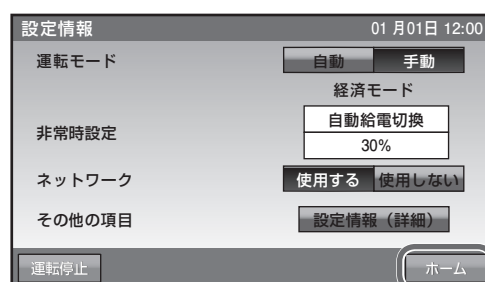 設定情報 01月01日 12:00
運転モード 自動 手動
経済モード
非常時設定 自動給電切換
30%
ネットワーク 使用する 使用しない
その他の項目 設定情報（詳細）
運転停止 ホーム